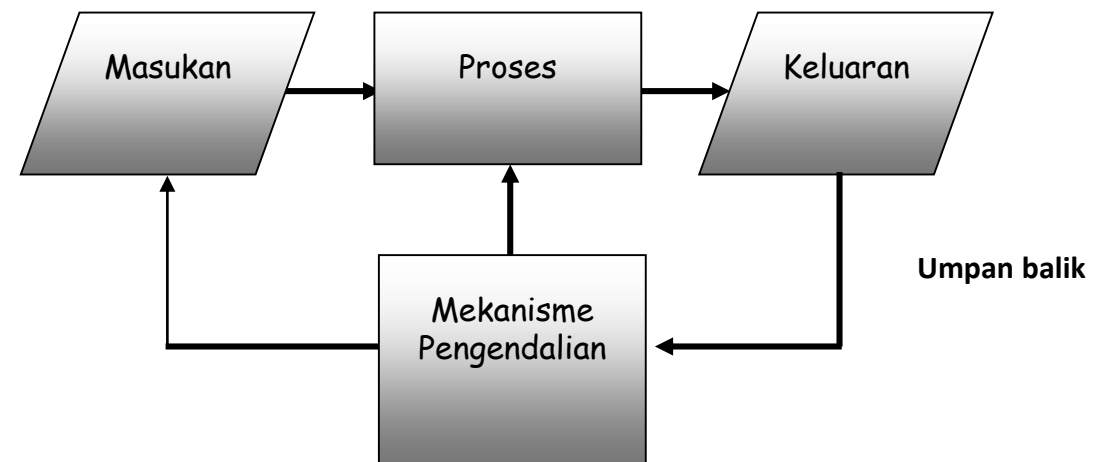 Masukan
Proses
Keluaran
Umpan balik
Mekanisme
Pengendalian